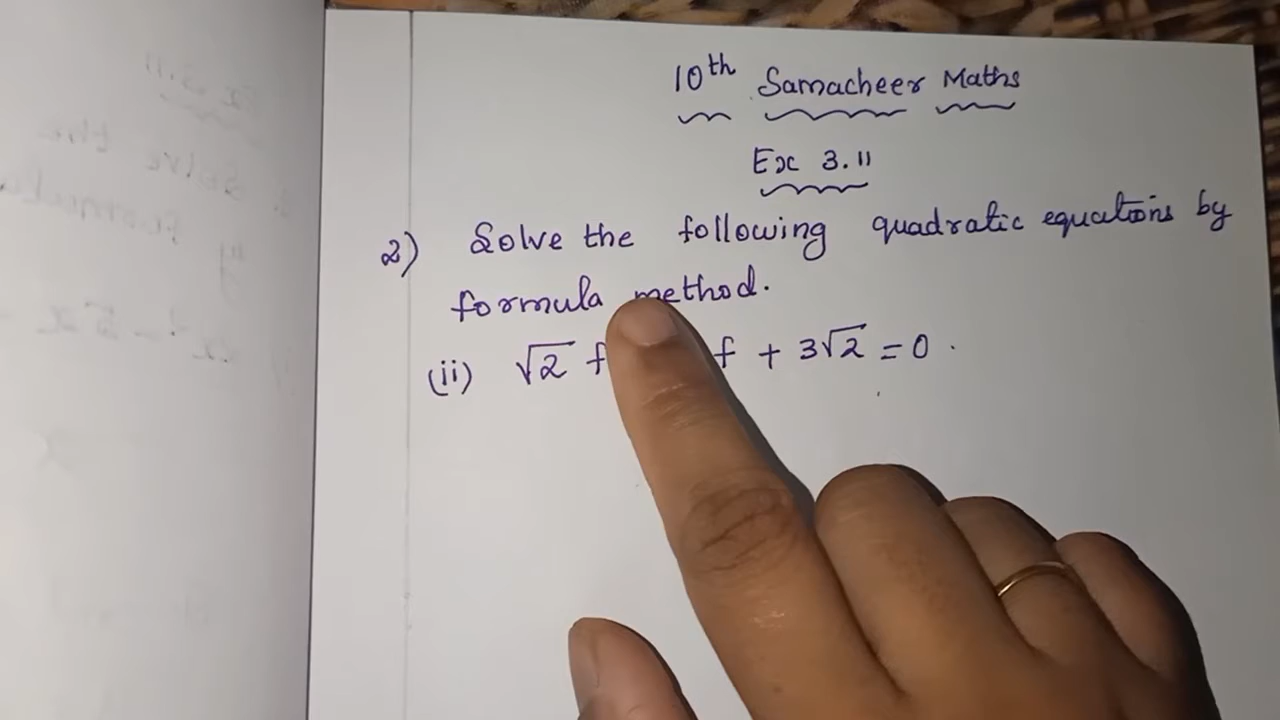 10th Samacheer Maths
Ex 3.11
2) Solve the following quadratic equations by
formula method.
(ii) √2 f f + 3√2 = 0.